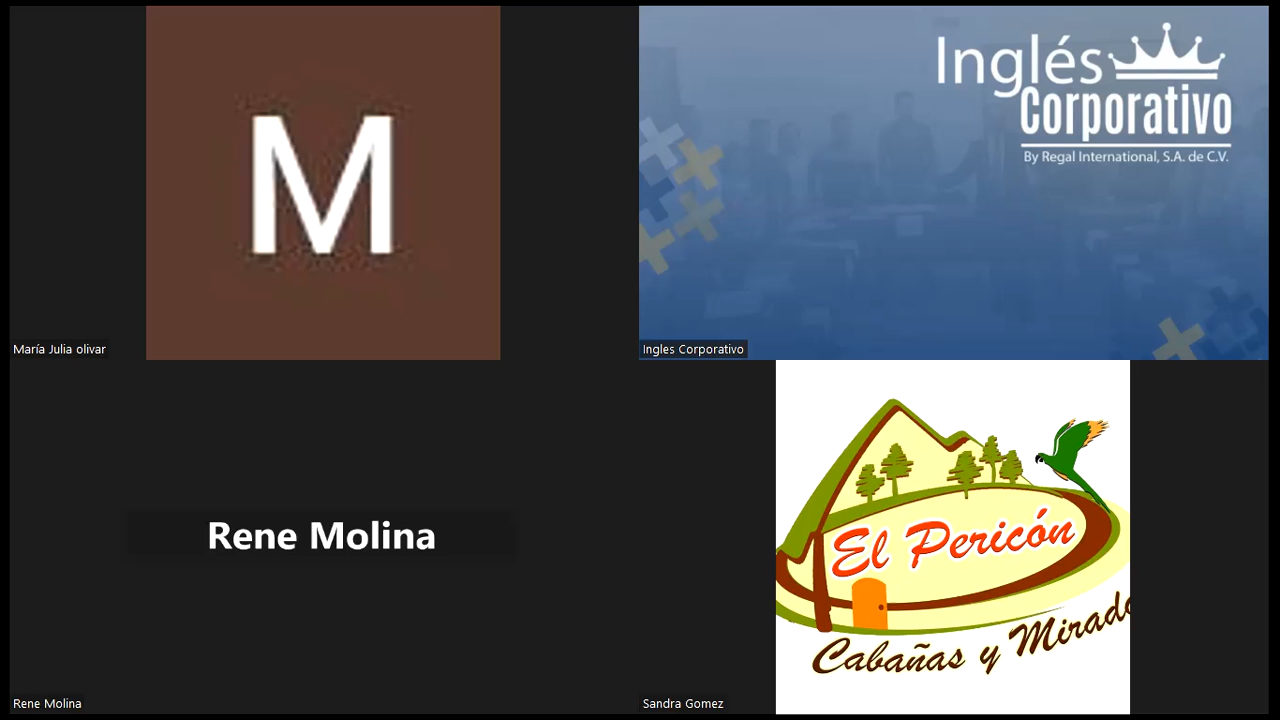 M
María Julia olivar
Inglés
Corporativo
By Regal International, S.A. de C.V.
Ingles Corporativo
Rene Molina
Rene Molina
El Pericón
Cabañas y Mirado
Sandra Gomez